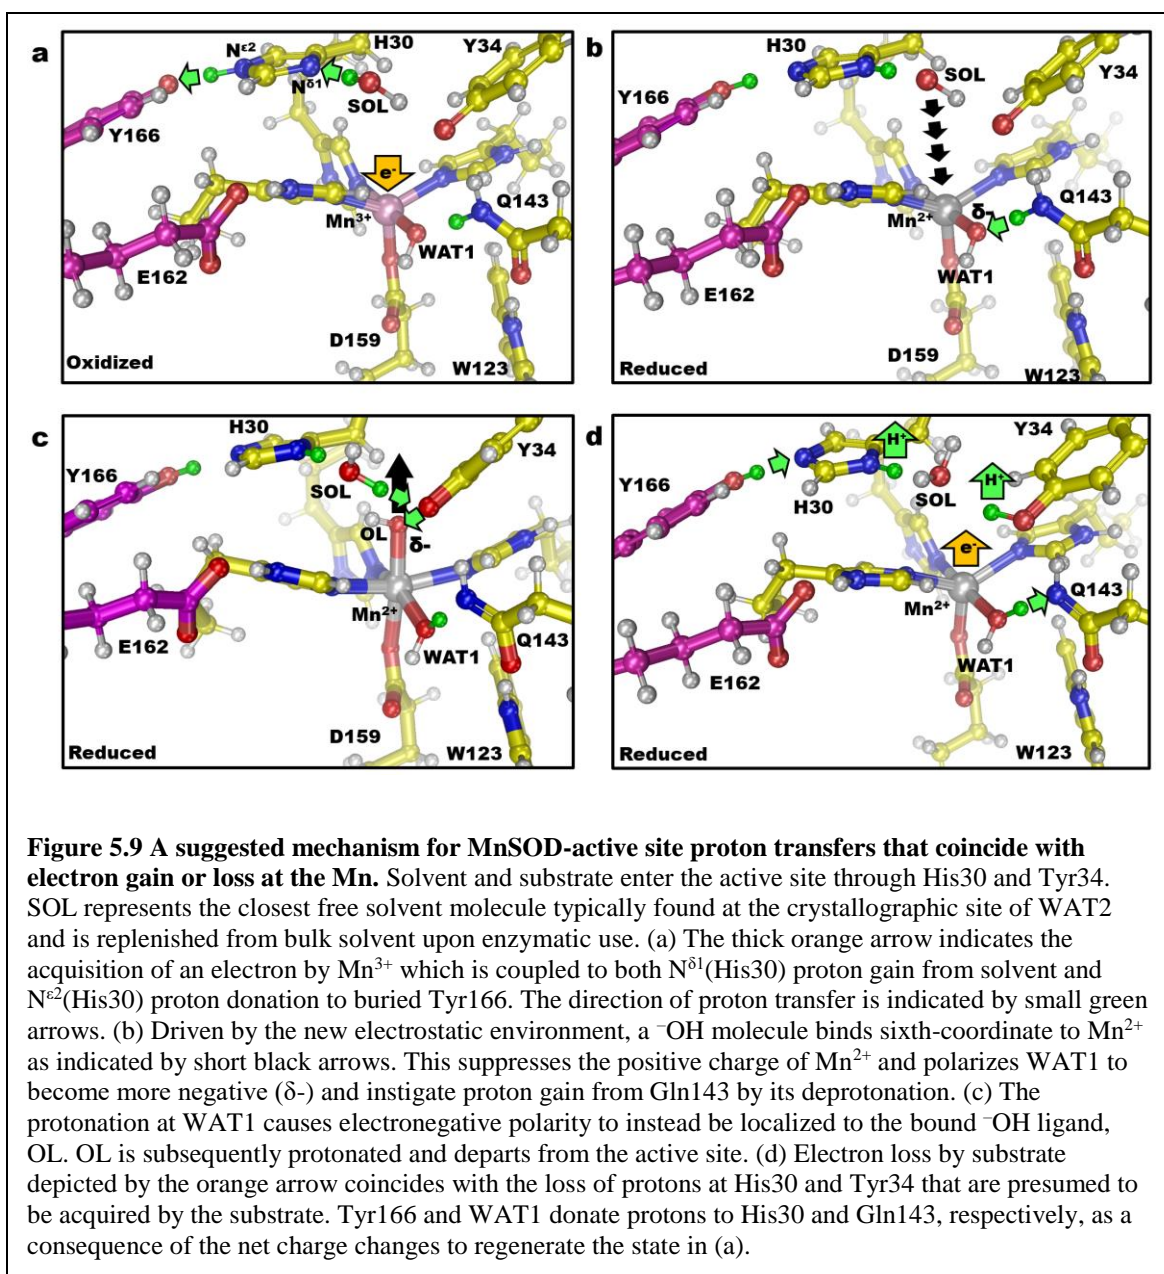 a
Nε2
H30
Y34
Nδ1
SOL
Y166
e-
Q143
Mn3+
WAT1
E162
D159
W123
Oxidized
b
H30
SOL
Y34
Y166
Q143
Mn2+
δ-
WAT1
E162
D159
W123
Reduced
c
H30
Y34
Y166
SOL
OL
δ-
Mn2+
Q143
E162
WAT1
D159
W123
Reduced
d
H+
Y34
H+
Y166
H30
SOL
e-
Q143
Mn2+
WAT1
E162
W123
Reduced
Figure 5.9 A suggested mechanism for MnSOD-active site proton transfers that coincide with
electron gain or loss at the Mn. Solvent and substrate enter the active site through His30 and Tyr34.
SOL represents the closest free solvent molecule typically found at the crystallographic site of WAT2
and is replenished from bulk solvent upon enzymatic use. (a) The thick orange arrow indicates the
acquisition of an electron by Mn3+ which is coupled to both Nδ1(His30) proton gain from solvent and
Nε2(His30) proton donation to buried Tyr166. The direction of proton transfer is indicated by small green
arrows. (b) Driven by the new electrostatic environment, a −OH molecule binds sixth-coordinate to Mn2+
as indicated by short black arrows. This suppresses the positive charge of Mn2+ and polarizes WAT1 to
become more negative (δ-) and instigate proton gain from Gln143 by its deprotonation. (c) The
protonation at WAT1 causes electronegative polarity to instead be localized to the bound −OH ligand,
OL. OL is subsequently protonated and departs from the active site. (d) Electron loss by substrate
depicted by the orange arrow coincides with the loss of protons at His30 and Tyr34 that are presumed to
be acquired by the substrate. Tyr166 and WAT1 donate protons to His30 and Gln143, respectively, as a
consequence of the net charge changes to regenerate the state in (a).